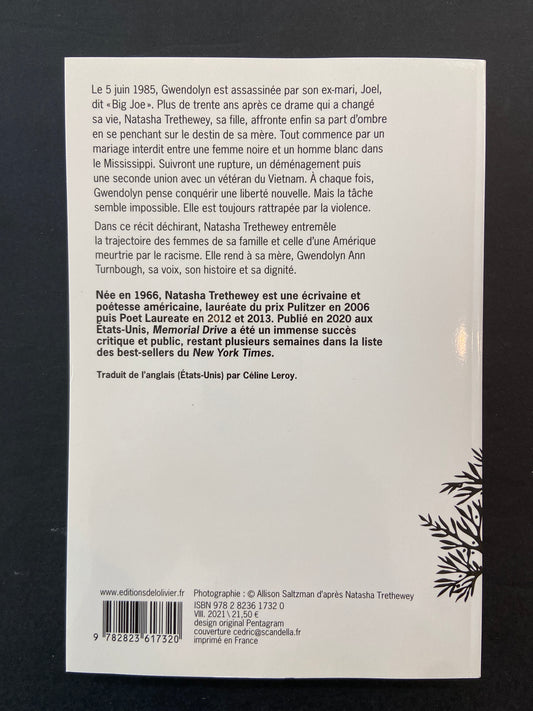 Le 5 juin 1985, Gwendolyn est assassinée par son ex-mari, Joel,
dit « Big Joe ». Plus de trente ans après ce drame qui a changé
sa vie, Natasha Trethewey, sa fille, affronte enfin sa part d'ombre
en se penchant sur le destin de sa mère. Tout commence par un
mariage interdit entre une femme noire et un homme blanc dans
le Mississippi. Suivront une rupture, un déménagement puis
une seconde union avec un vétéran du Vietnam. À chaque fois,
Gwendolyn pense conquérir une liberté nouvelle. Mais la tâche
semble impossible. Elle est toujours rattrapée par la violence.
Dans ce récit déchirant, Natasha Trethewey entremêle
la trajectoire des femmes de sa famille et celle d'une Amérique
meurtrie par le racisme. Elle rend à sa mère, Gwendolyn Ann
Turnbough, sa voix, son histoire et sa dignité.
Née en 1966, Natasha Trethewey est une écrivaine et
poétesse américaine, lauréate du prix Pulitzer en 2006
puis Poet Laureate en 2012 et 2013. Publié en 2020 aux
États-Unis, Memorial Drive a été un immense succès
critique et public, restant plusieurs semaines dans la liste
des best-sellers du New York Times.
Traduit de l'anglais (États-Unis) par Céline Leroy.
www.editionsdelolivier.fr
9 782823 617320
Photographie : © Allison Saltzman d'après Natasha Trethewey
ISBN 978 2 8236 1732 0
VIII. 2021 \ 21,50 €
design original Pentagram
couverture cedric@scandella.fr
imprimé en France